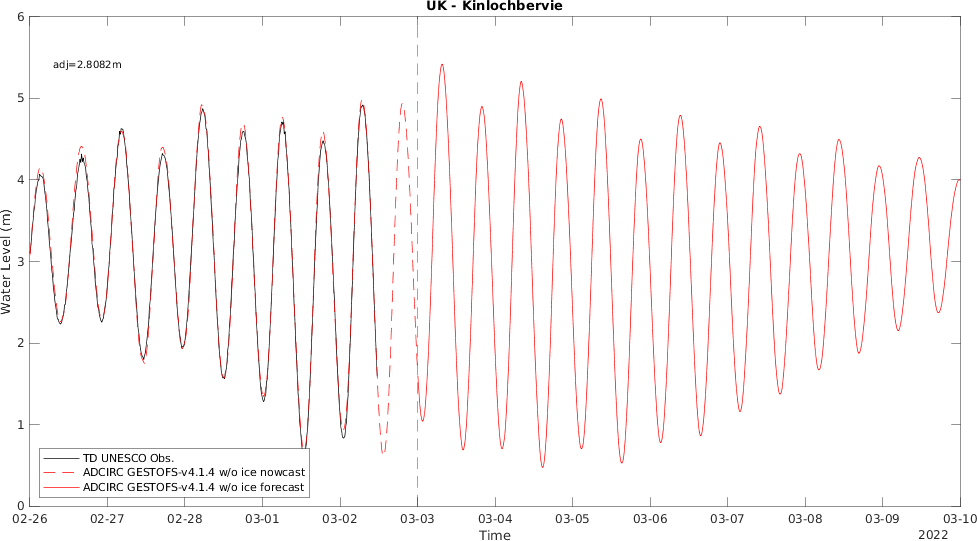 UK - Kinlochbervie
6
adj=2.8082m
5
4
3
2
1
0
Water Level (m)
TD UNESCO Obs.
ADCIRC GESTOFS-v4.1.4 w/o ice nowcast
ADCIRC GESTOFS-v4.1.4 w/o ice forecast
02-26 02-27 02-28 03-01 03-02 03-03 03-04 03-05 03-06 03-07 03-08 03-09 03-10
Time
2022